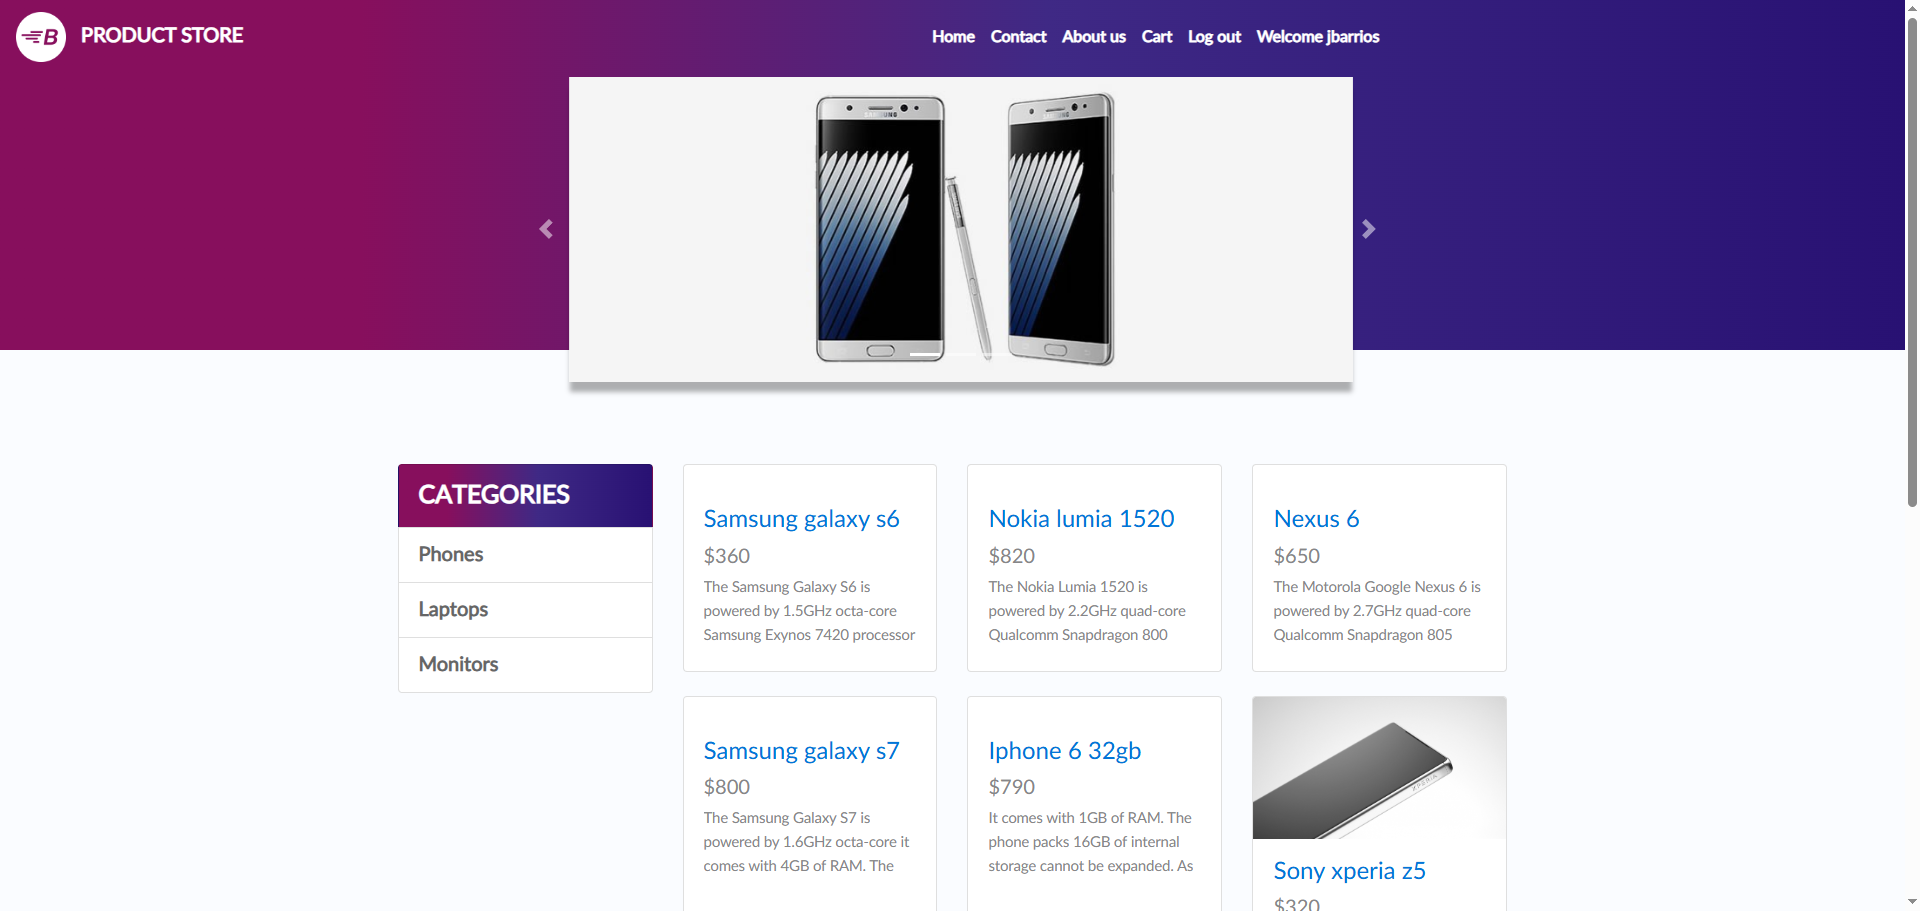 B PRODUCT STORE
Home Contact About us Cart Log out Welcome jbarrios
SAMSUNG SAMSUNG
CATEGORIES
Phones
Laptops
Monitors
Samsung galaxy s6
$360
The Samsung Galaxy S6 is
powered by 1.5GHz octa-core
Samsung Exynos 7420 processor
Nokia lumia 1520
$820
The Nokia Lumia 1520 is
powered by 2.2GHz quad-core
Qualcomm Snapdragon 800
Nexus 6
$650
The Motorola Google Nexus 6 is
powered by 2.7GHz quad-core
Qualcomm Snapdragon 805
Samsung galaxy s7
$800
The Samsung Galaxy S7 is
powered by 1.6GHz octa-core it
comes with 4GB of RAM. The
Iphone 6 32gb
$790
It comes with 1GB of RAM. The
phone packs 16GB of internal
storage cannot be expanded. As
XPERIA
Sony xperia z5
$320